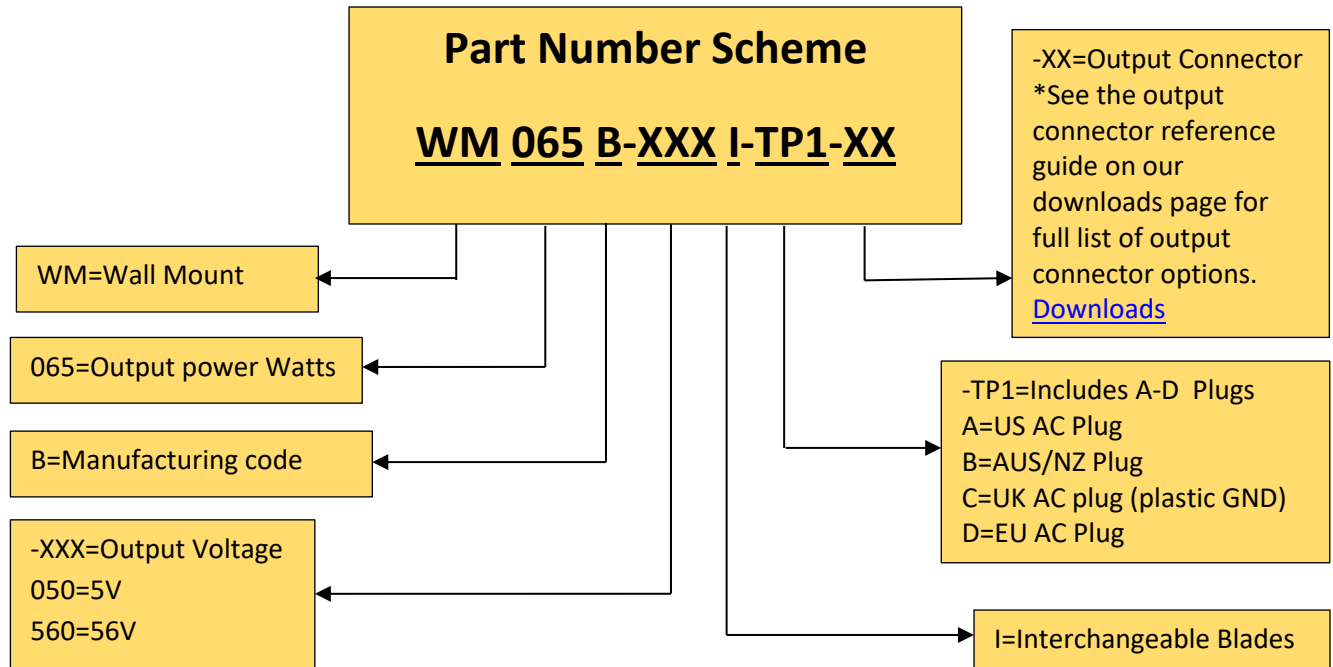 Part Number Scheme
WM 065 B-XXX I-TP1-XX
-XX=Output Connector
*See the output
connector reference
guide on our
downloads page for
full list of output
connector options.
Downloads
WM=Wall Mount
065=Output power Watts
B=Manufacturing code
-XXX=Output Voltage
050=5V
560=56V
-TP1=Includes A-D Plugs
A=US AC Plug
B=AUS/NZ Plug
C=UK AC plug (plastic GND)
D=EU AC Plug
I=Interchangeable Blades